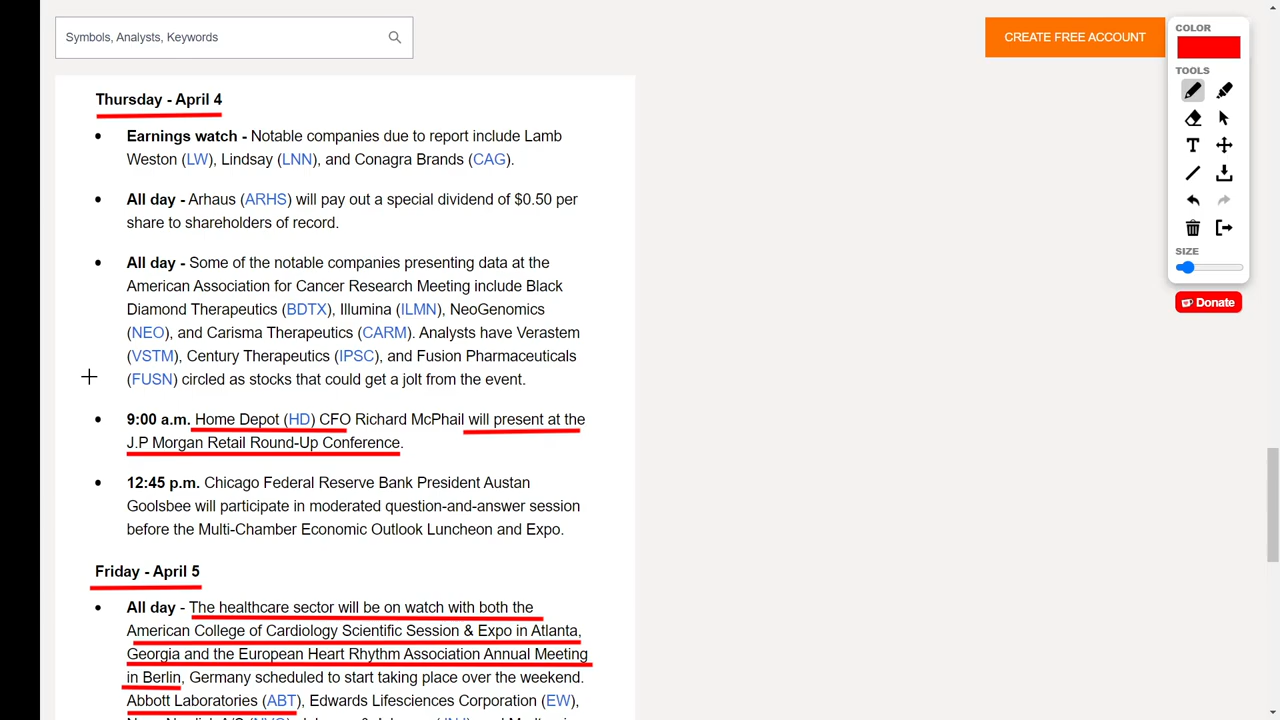 Symbols, Analysts, Keywords
CREATE FREE ACCOUNT
COLOR
TOOLS
T
SIZE
Donate
Thursday - April 4
Earnings watch - Notable companies due to report include Lamb
Weston (LW), Lindsay (LNN), and Conagra Brands (CAG).
All day - Arhaus (ARHS) will pay out a special dividend of $0.50 per
share to shareholders of record.
All day - Some of the notable companies presenting data at the
American Association for Cancer Research Meeting include Black
Diamond Therapeutics (BDTX), Illumina (ILMN), NeoGenomics
(NEO), and Carisma Therapeutics (CARM). Analysts have Verastem
(VSTM), Century Therapeutics (IPSC), and Fusion Pharmaceuticals
(FUSN) circled as stocks that could get a jolt from the event.
9:00 a.m. Home Depot (HD) CFO Richard McPhail will present at the
J.P Morgan Retail Round-Up Conference.
12:45 p.m. Chicago Federal Reserve Bank President Austan
Goolsbee will participate in moderated question-and-answer session
before the Multi-Chamber Economic Outlook Luncheon and Expo.
Friday - April 5
All day - The healthcare sector will be on watch with both the
American College of Cardiology Scientific Session & Expo in Atlanta,
Georgia and the European Heart Rhythm Association Annual Meeting
in Berlin, Germany scheduled to start taking place over the weekend.
Abbott Laboratories (ABT), Edwards Lifesciences Corporation (EW),